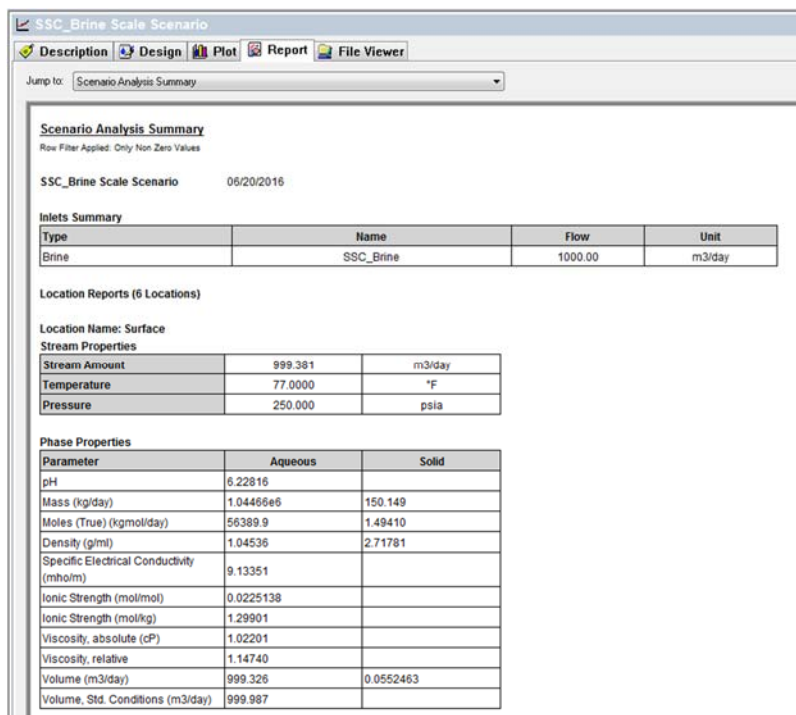 SSC_Brine Scale Scenario
Description Design Plot Report File Viewer
Jump to: Scenario Analysis Summary
Scenario Analysis Summary
Row Filter Applied: Only Non Zero Values
SSC_Brine Scale Scenario 06/20/2016
Inlets Summary
Type Name Flow Unit
Brine SSC_Brine 1000.00 m3/day
Location Reports (6 Locations)
Location Name: Surface
Stream Properties
Stream Amount 999.381 m3/day
Temperature 77.0000 °F
Pressure 250.000 psia
Phase Properties
Parameter Aqueous Solid
pH 6.22816
Mass (kg/day) 1.04466e6 150.149
Moles (True) (kgmol/day) 56389.9 1.49410
Density (g/ml) 1.04536 2.71781
Specific Electrical Conductivity
(mho/m) 9.13351
Ionic Strength (mol/mol) 0.0225138
Ionic Strength (mol/kg) 1.29901
Viscosity, absolute (cP) 1.02201
Viscosity, relative 1.14740
Volume (m3/day) 999.326 0.0552463
Volume, Std. Conditions (m3/day) 999.987